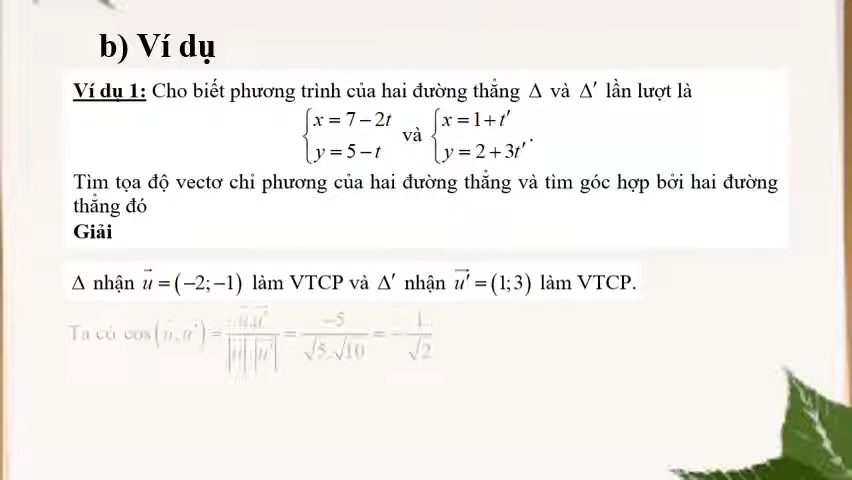 b) Ví dụ
Ví dụ 1: Cho biết phương trình của hai đường thẳng Δ và Δ′ lần lượt là
{x = 7 − 2t và {x = 1 + t′
{y = 5 − t {y = 2 + 3t′.
Tìm tọa độ vectơ chỉ phương của hai đường thẳng và tìm góc hợp bởi hai đường
thẳng đó
Giải
Δ nhận u⃗ = (−2;−1) làm VTCP và Δ′ nhận u′⃗ = (1;3) làm VTCP.
Ta có cos(u⃗, u⃗′) = u⃗.u⃗′ / |u⃗|.|u⃗′| = −5 / √5.√10 = −1/√2